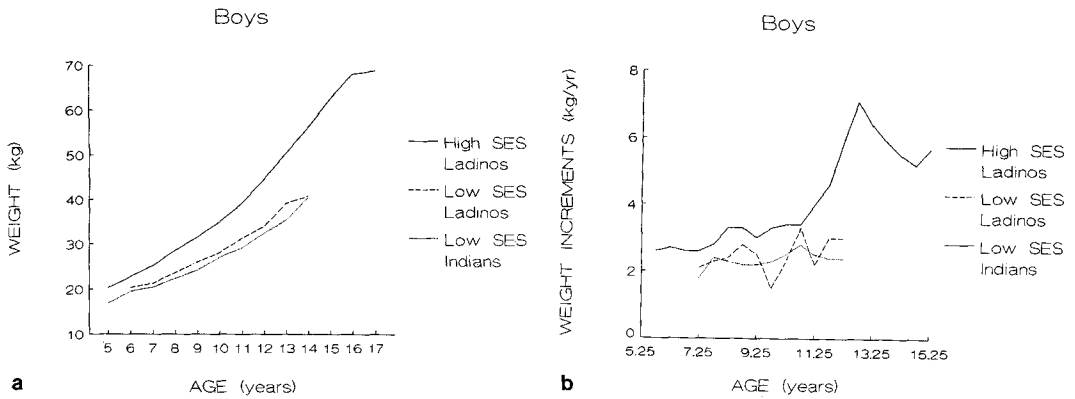 Boys
70
60
50
40
30
20
10
WEIGHT (kg)
5 6 7 8 9 10 11 12 13 14 15 16 17
AGE (years)
High SES
Ladinos
Low SES
Ladinos
Low SES
Indians
a
Boys
8
6
4
2
0
WEIGHT INCREMENTS (kg/yr)
5.25 7.25 9.25 11.25 13.25 15.25
AGE (years)
High SES
Ladinos
Low SES
Ladinos
Low SES
Indians
b